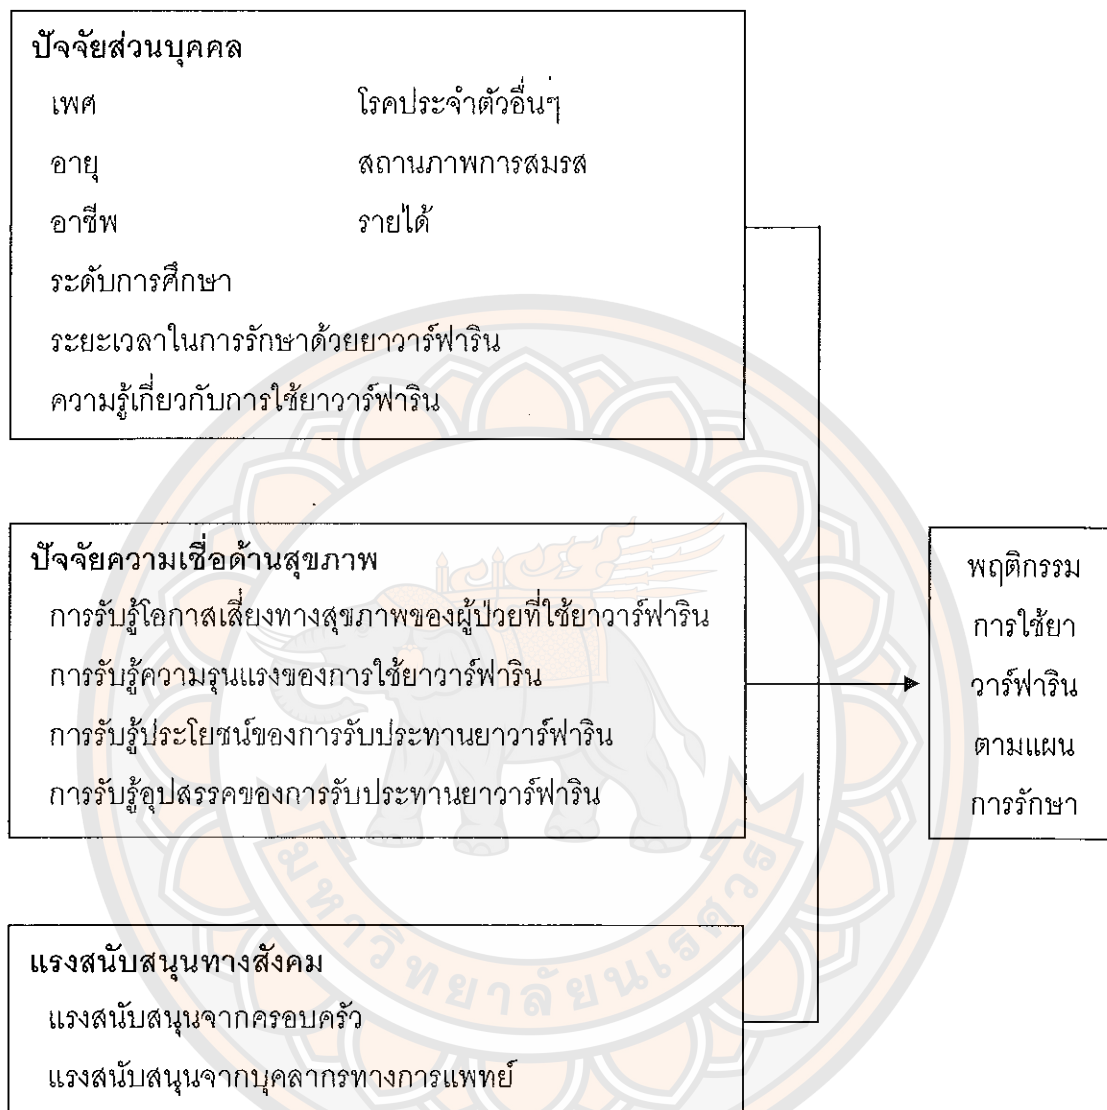 ปัจจัยส่วนบุคคล
เพศ โรคประจำตัวอื่นๆ
อายุ สถานภาพการสมรส
อาชีพ รายได้
ระดับการศึกษา
ระยะเวลาในการรักษาด้วยยาวาร์ฟาริน
ความรู้เกี่ยวกับการใช้ยาวาร์ฟาริน
ปัจจัยความเชื่อด้านสุขภาพ
การรับรู้โอกาสเสี่ยงทางสุขภาพของผู้ป่วยที่ใช้ยาวาร์ฟาริน
การรับรู้ความรุนแรงของการใช้ยาวาร์ฟาริน
การรับรู้ประโยชน์ของการรับประทานยาวาร์ฟาริน
การรับรู้อุปสรรคของการรับประทานยาวาร์ฟาริน
พฤติกรรม
การใช้ยา
วาร์ฟาริน
ตามแผน
การรักษา
แรงสนับสนุนทางสังคม
แรงสนับสนุนจากครอบครัว
แรงสนับสนุนจากบุคลากรทางการแพทย์
มหาวิทยาลัยนเรศวร